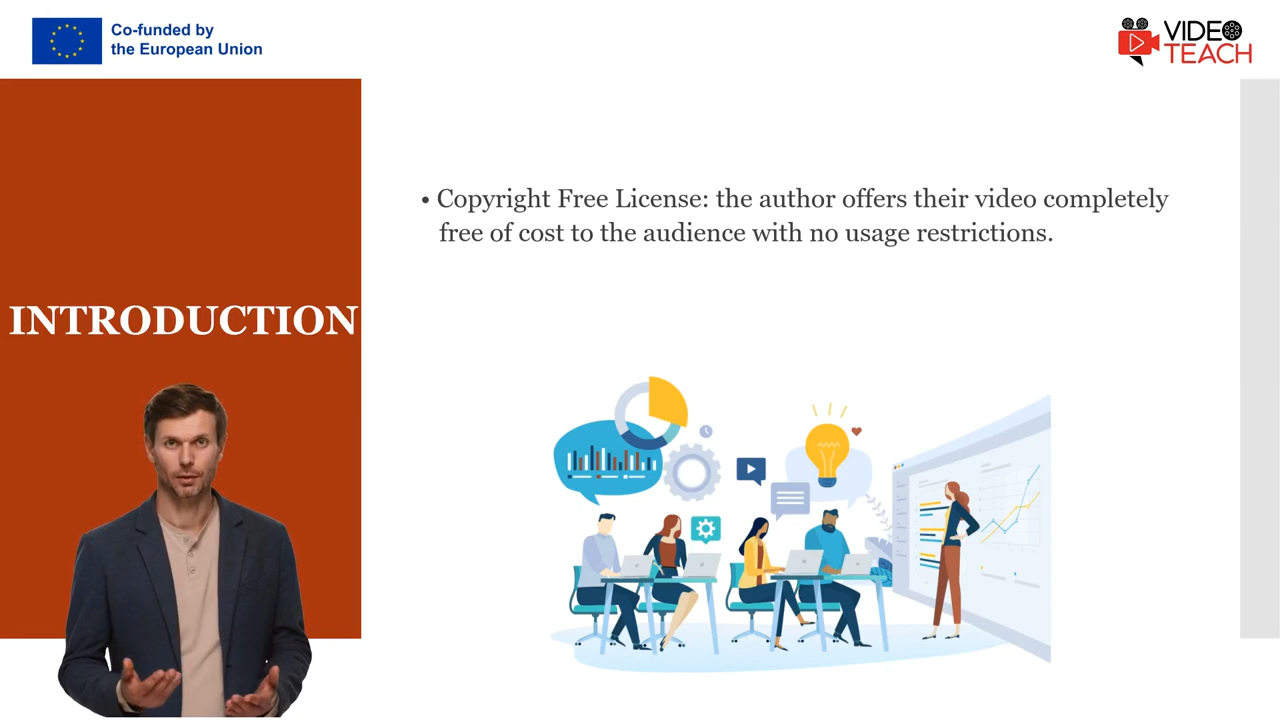 Co-funded by
the European Union
VIDEO
TEACH
• Copyright Free License: the author offers their video completely
free of cost to the audience with no usage restrictions.
INTRODUCTION